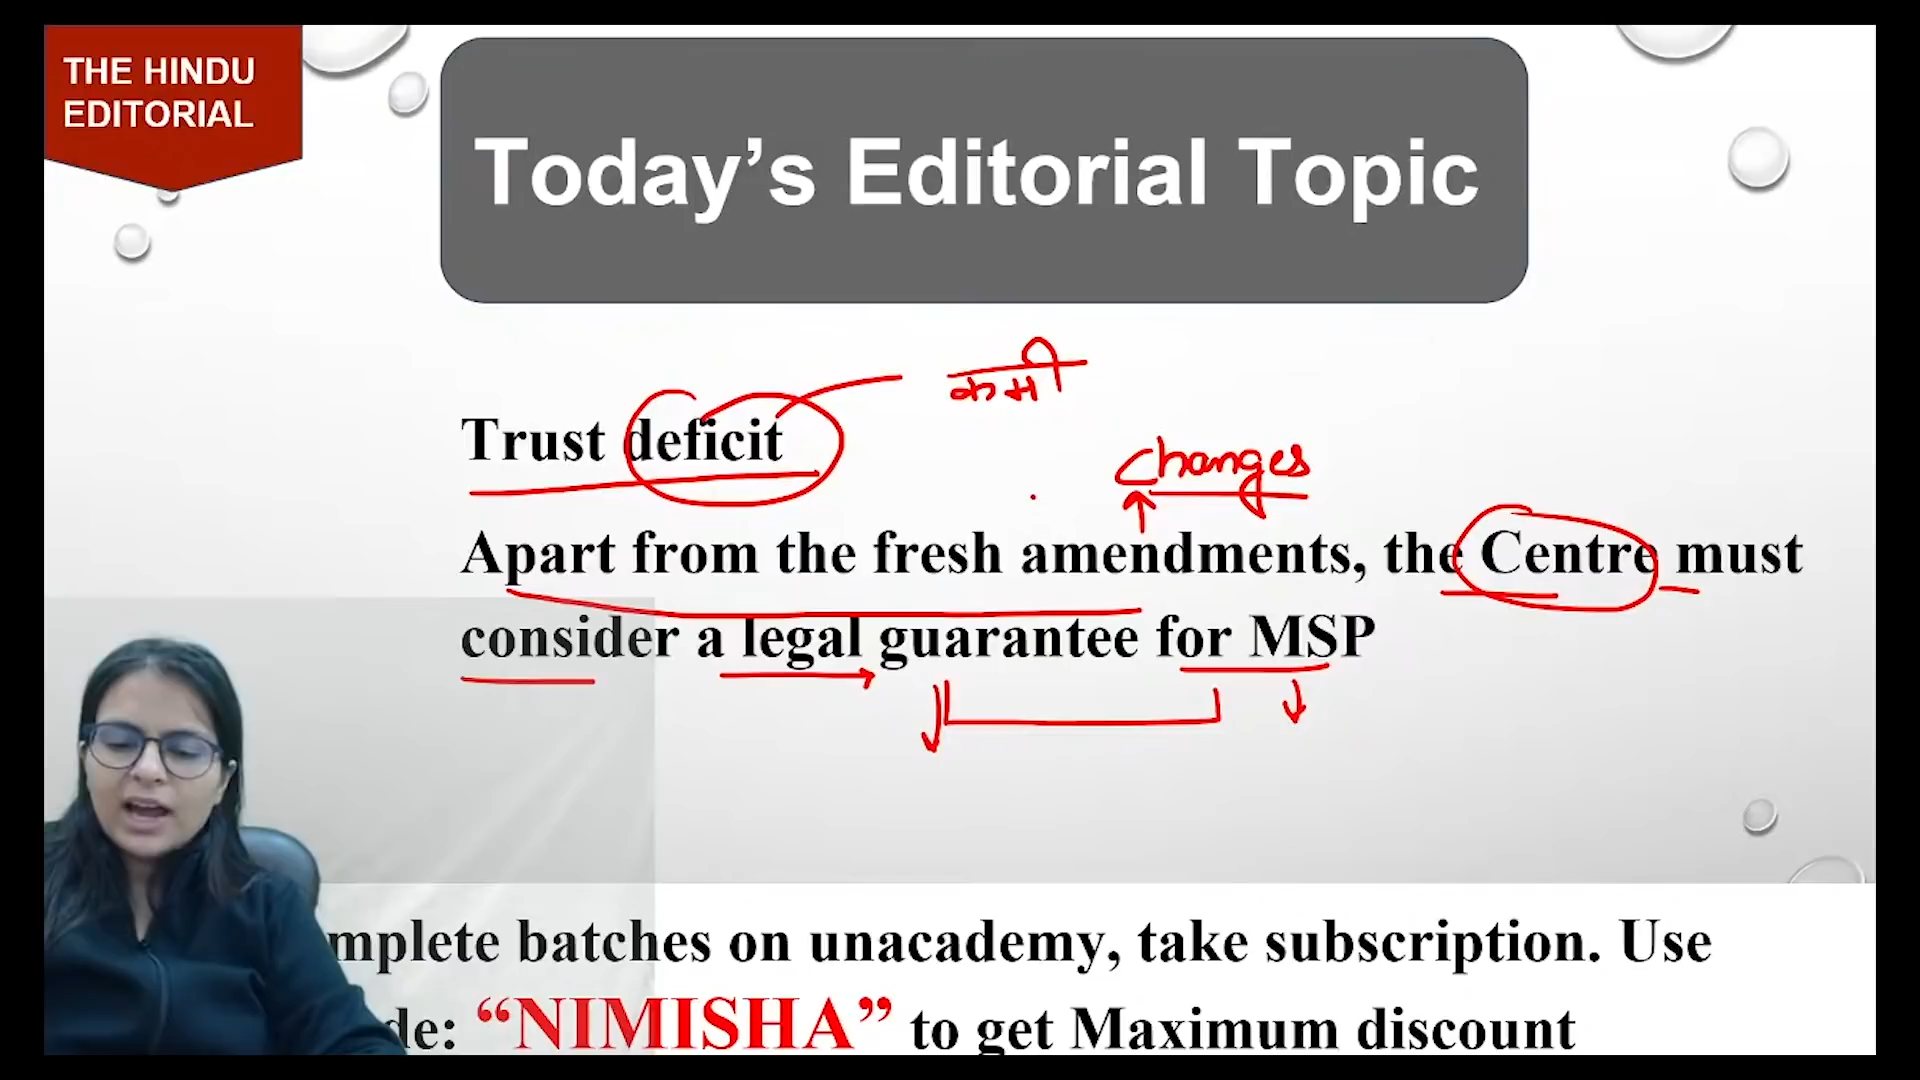 THE HINDU
EDITORIAL
Today’s Editorial Topic
कमी
Trust deficit
Changes
Apart from the fresh amendments, the Centre must
consider a legal guarantee for MSP
mplete batches on unacademy, take subscription. Use
de: “NIMISHA” to get Maximum discount